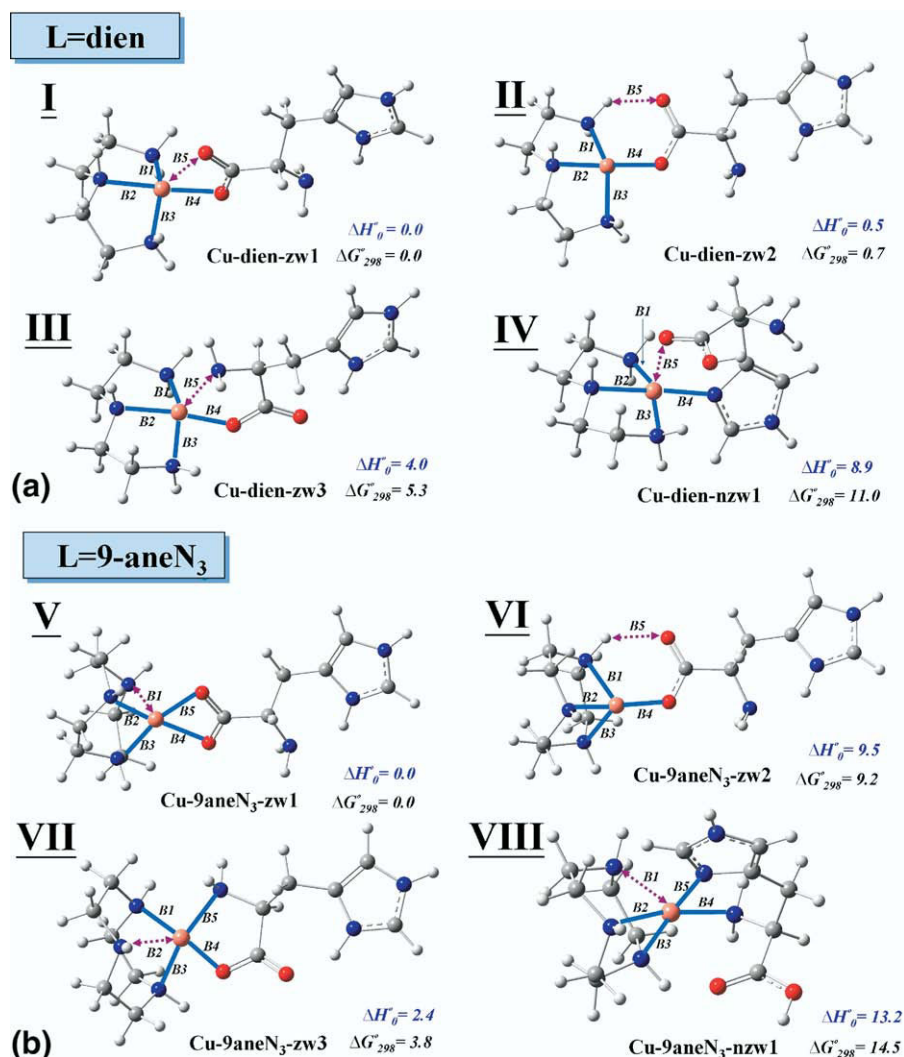 L=dien
I
B1
B5
B2
B4
B3
ΔH°₀= 0.0
Cu-dien-zw1
ΔG°₂₉₈= 0.0
II
B5
B1
B4
B2
B3
ΔH°₀= 0.5
Cu-dien-zw2
ΔG°₂₉₈= 0.7
III
B5
B1
B2
B4
B3
ΔH°₀= 4.0
Cu-dien-zw3
ΔG°₂₉₈= 5.3
(a)
IV
B1
B5
B2
B4
B3
ΔH°₀= 8.9
Cu-dien-nzw1
ΔG°₂₉₈= 11.0
L=9-aneN₃
V
B1
B2
B5
B3
B4
ΔH°₀= 0.0
Cu-9aneN₃-zw1
ΔG°₂₉₈= 0.0
VI
B5
B1
B2
B4
B3
ΔH°₀= 9.5
Cu-9aneN₃-zw2
ΔG°₂₉₈= 9.2
VII
B1
B5
B2
B4
B3
ΔH°₀= 2.4
(b)
Cu-9aneN₃-zw3
ΔG°₂₉₈= 3.8
VIII
B1
B5
B2
B4
B3
ΔH°₀= 13.2
Cu-9aneN₃-nzw1
ΔG°₂₉₈= 14.5